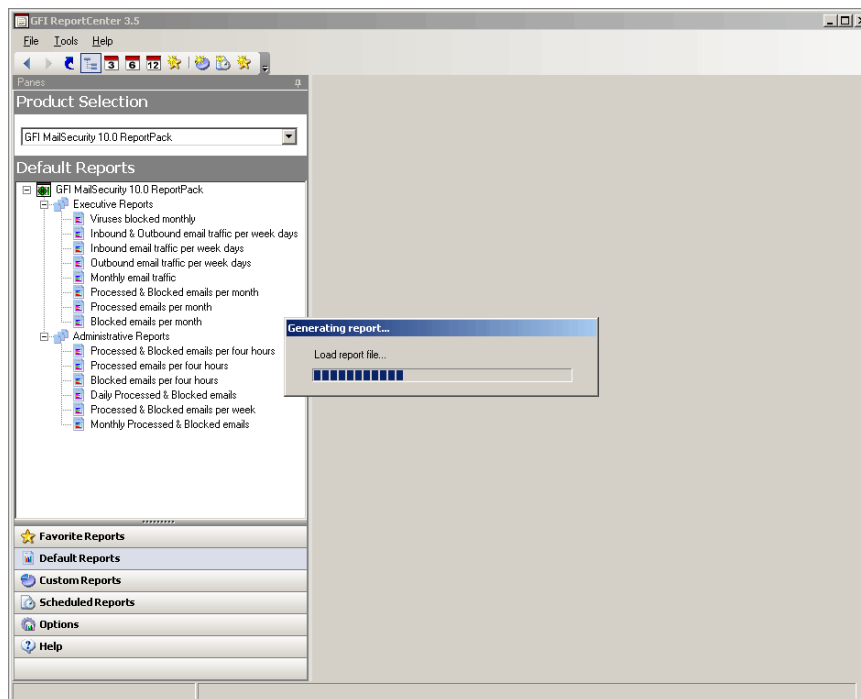 GFI ReportCenter 3.5
File Tools Help
3 6 12
Panes
Product Selection
GFI MailSecurity 10.0 ReportPack
Default Reports
GFI MailSecurity 10.0 ReportPack
Executive Reports
Viruses blocked monthly
Inbound & Outbound email traffic per week days
Inbound email traffic per week days
Outbound email traffic per week days
Monthly email traffic
Processed & Blocked emails per month
Processed emails per month
Blocked emails per month
Administrative Reports
Processed & Blocked emails per four hours
Processed emails per four hours
Blocked emails per four hours
Daily Processed & Blocked emails
Processed & Blocked emails per week
Monthly Processed & Blocked emails
Generating report...
Load report file...
Favorite Reports
Default Reports
Custom Reports
Scheduled Reports
Options
Help